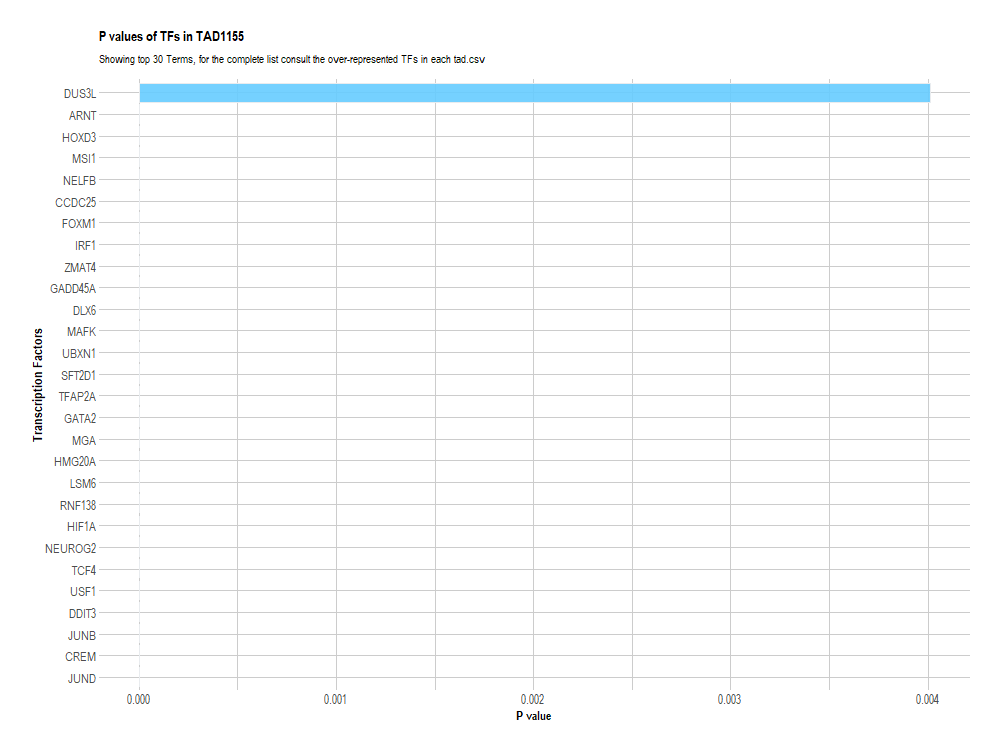 P values of TFs in TAD1155
Showing top 30 Terms, for the complete list consult the over-represented TFs in each tad.csv
DUS3L
ARNT
HOXD3
MSI1
NELFB
CCDC25
FOXM1
IRF1
ZMAT4
GADD45A
DLX6
MAFK
UBXN1
SFT2D1
TFAP2A
GATA2
MGA
HMG20A
LSM6
RNF138
HIF1A
NEUROG2
TCF4
USF1
DDIT3
JUNB
CREM
JUND
Transcription Factors
0.000 0.001 0.002 0.003 0.004
P value